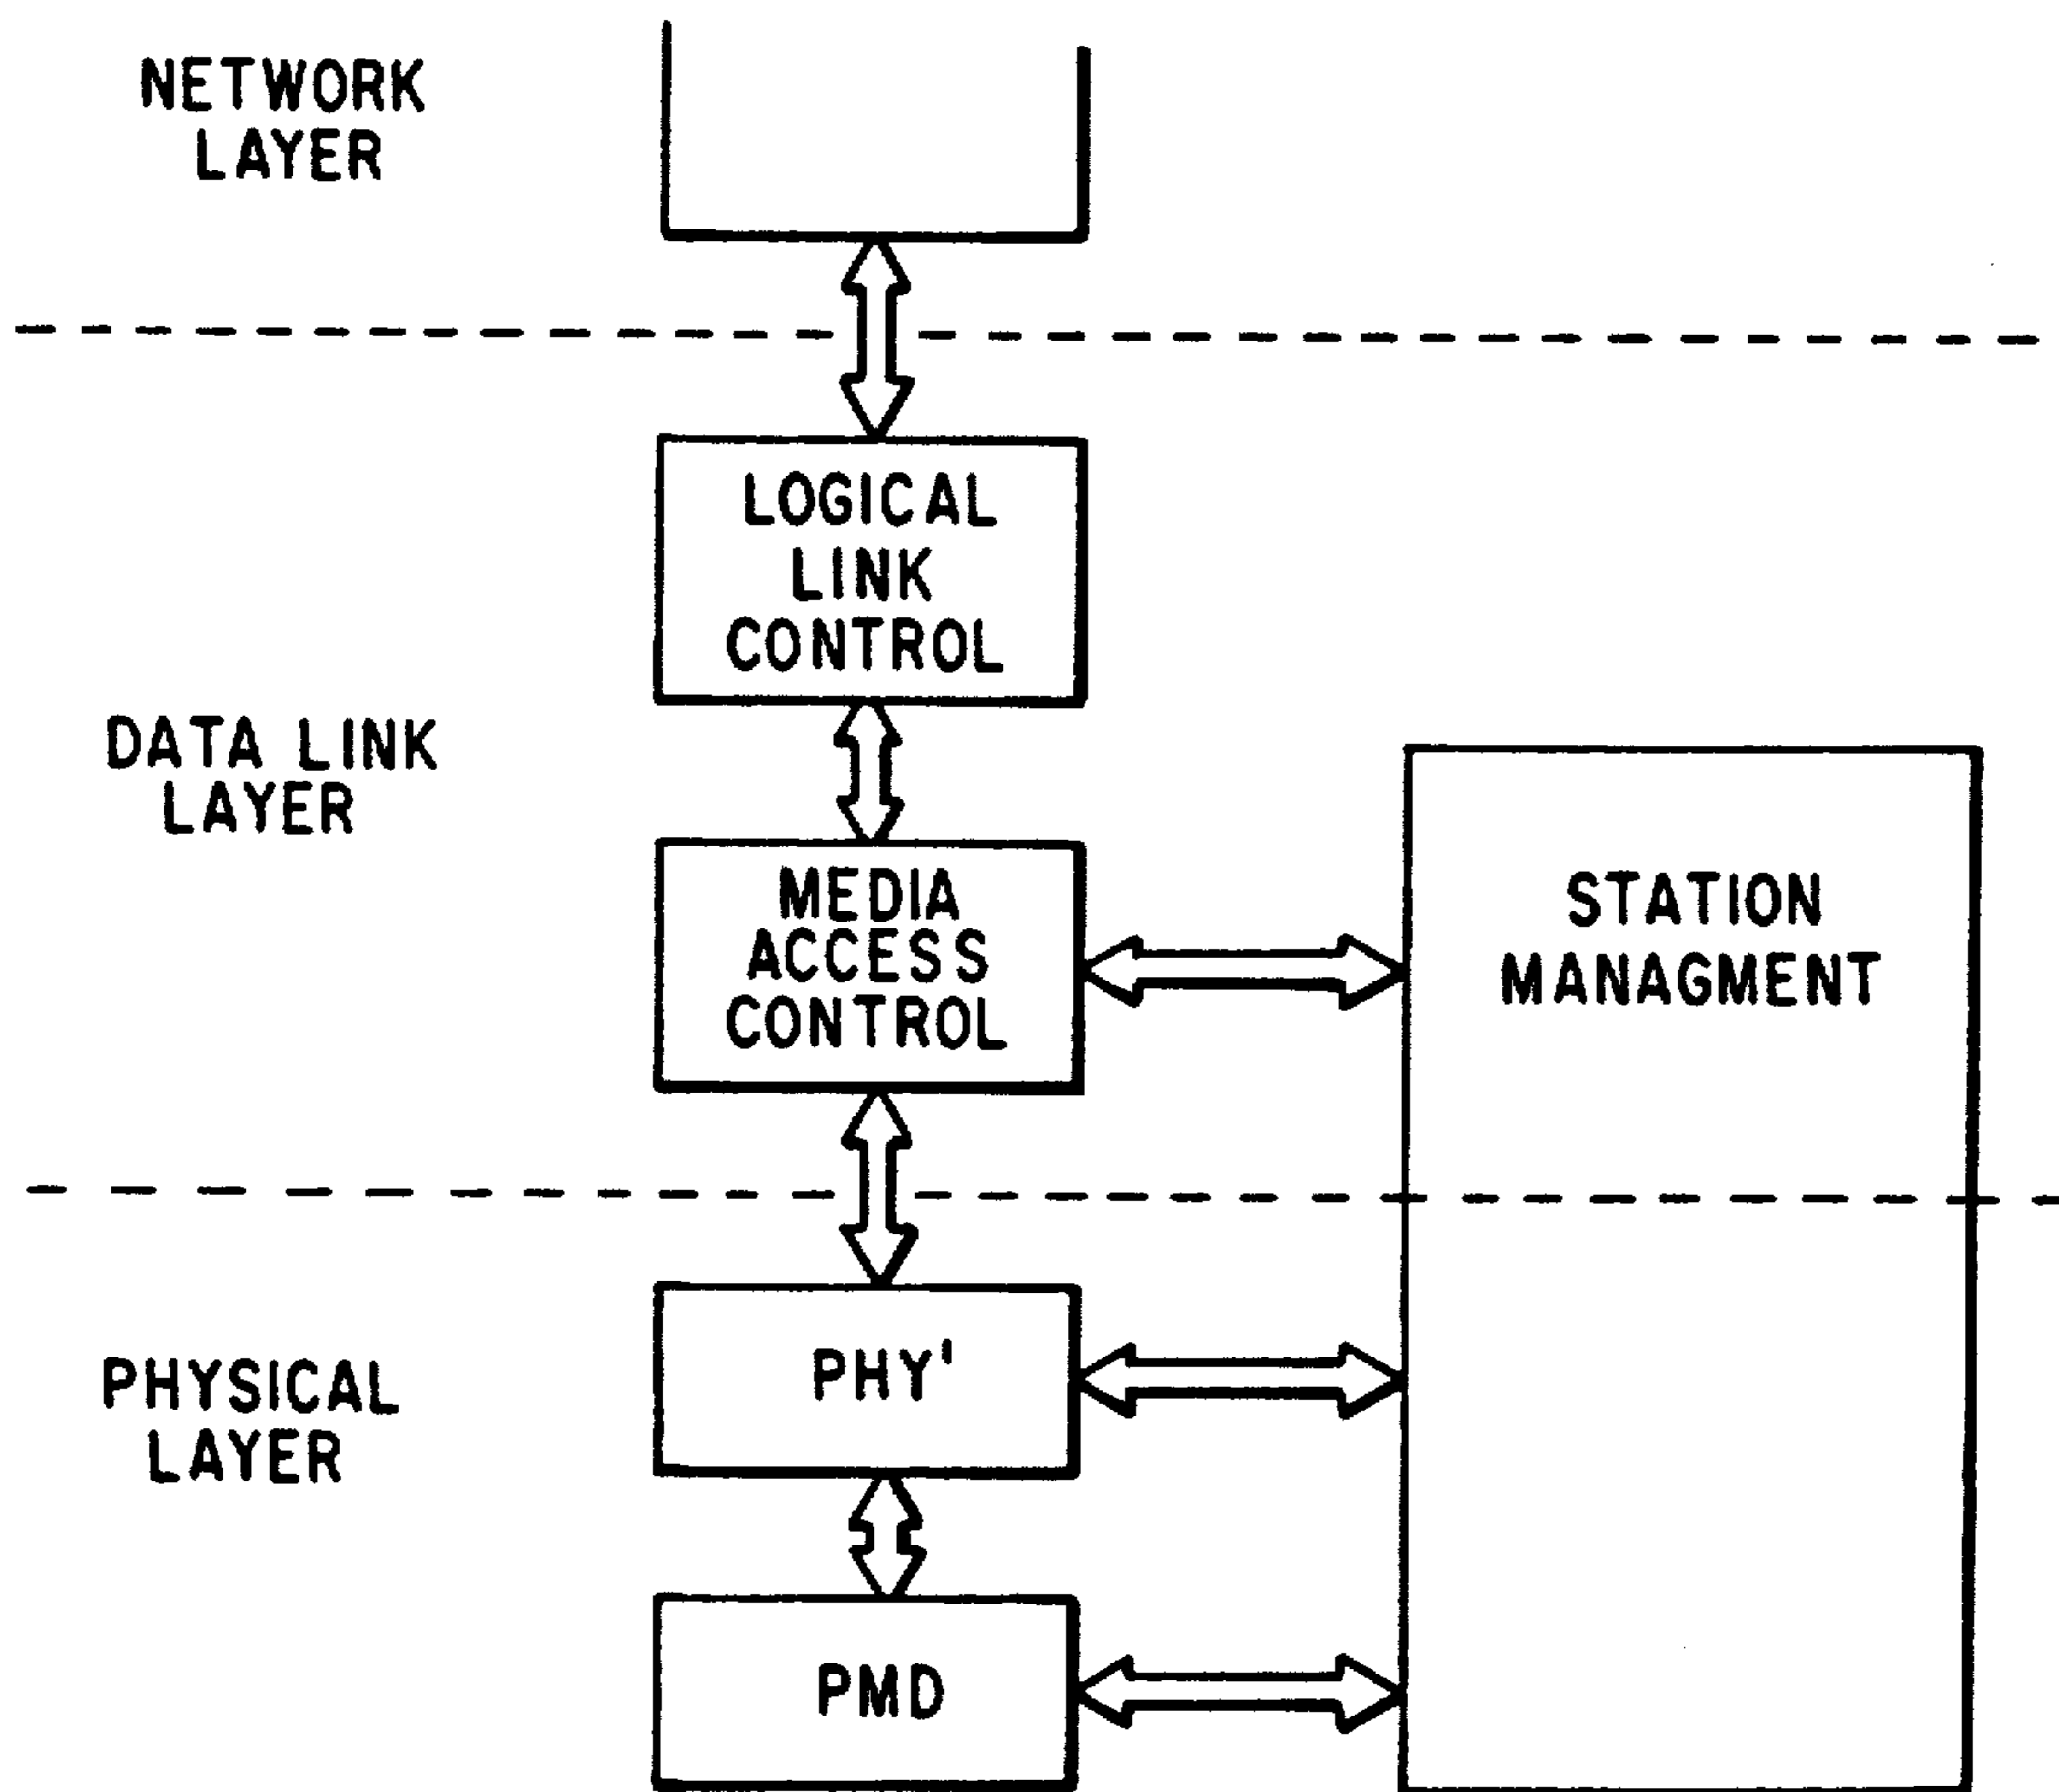 NETWORK
LAYER
LOGICAL
LINK
CONTROL
DATA LINK
LAYER
MEDIA
ACCESS
CONTROL
STATION
MANAGMENT
PHYSICAL
LAYER
PHY'
PMD